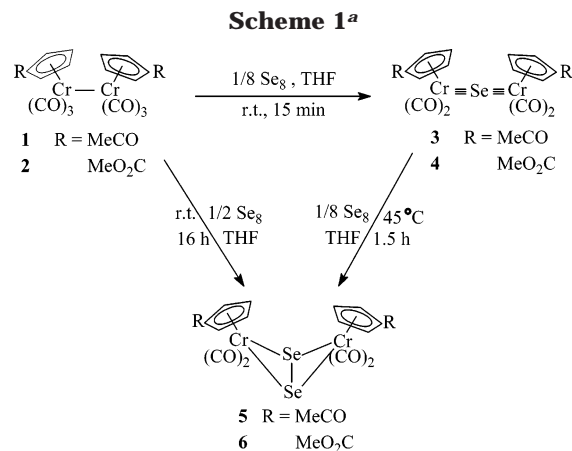 Scheme 1a
R R
Cr — Cr
(CO)3 (CO)3
1 R = MeCO
2 MeO2C
1/8 Se8 , THF
r.t., 15 min
R R
Cr ≡ Se ≡ Cr
(CO)2 (CO)2
3 R = MeCO
4 MeO2C
r.t. 1/2 Se8
16 h THF
1/8 Se8 45°C
THF 1.5 h
R R
Cr Se Cr
(CO)2 (CO)2
Se
5 R = MeCO
6 MeO2C